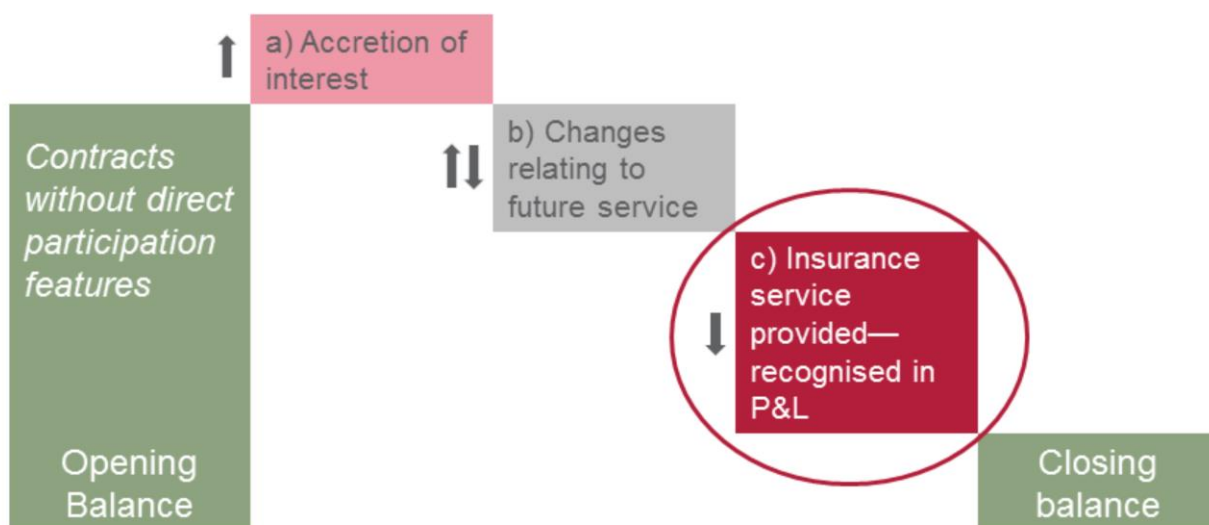 a) Accretion of
interest
Contracts
without direct
participation
features
b) Changes
relating to
future service
c) Insurance
service
provided—
recognised in
P&L
Opening
Balance
Closing
balance